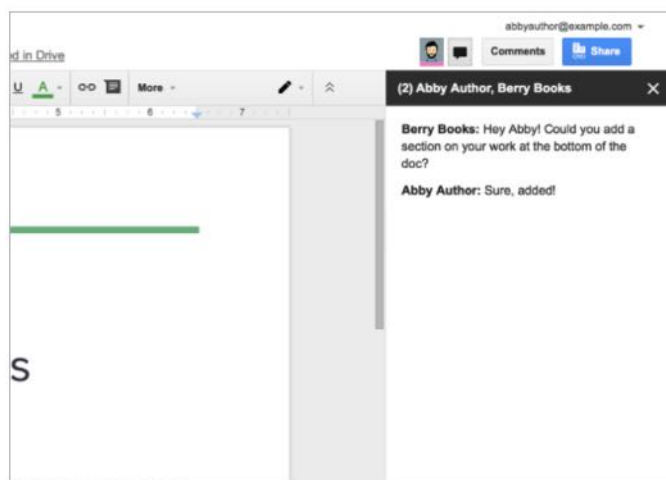 abbyauthor@example.com
ed in Drive
Comments
Share
U A More
5 6 7
(2) Abby Author, Berry Books
Berry Books: Hey Abby! Could you add a
section on your work at the bottom of the
doc?
Abby Author: Sure, added!
s